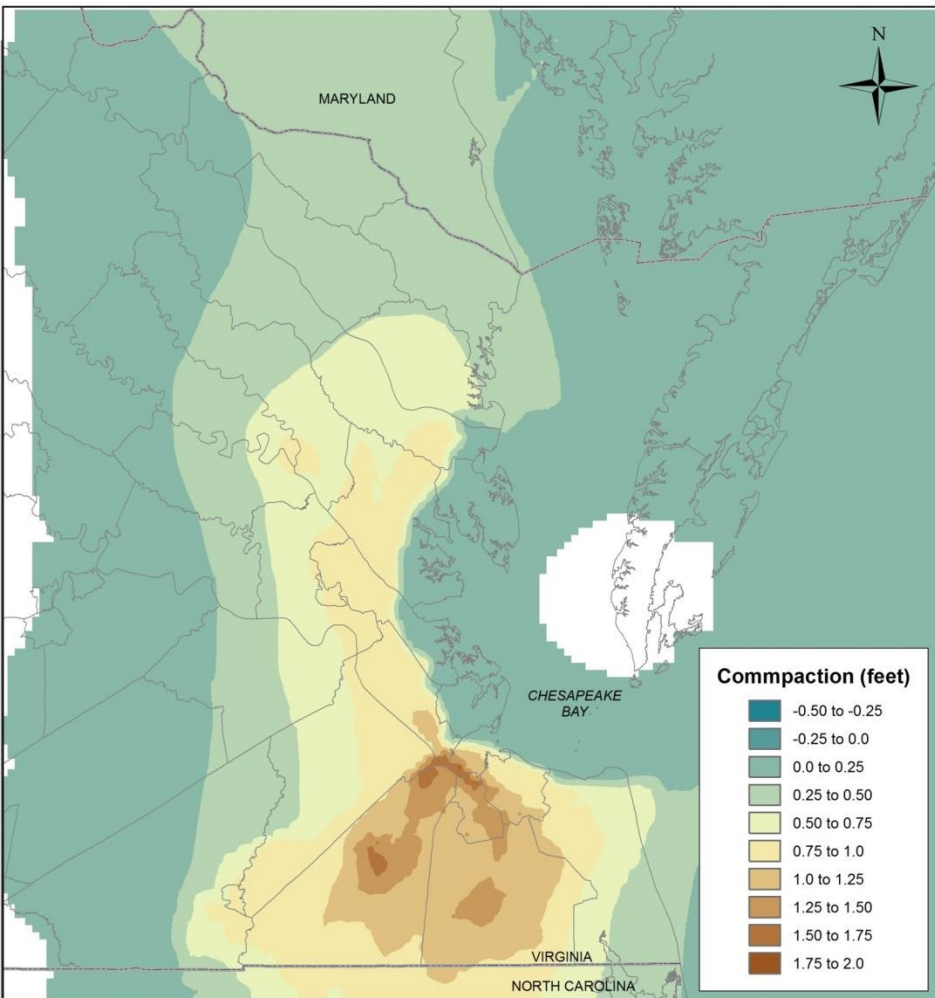 N
MARYLAND
CHESAPEAKE
BAY
VIRGINIA
NORTH CAROLINA
Commpaction (feet)
-0.50 to -0.25
-0.25 to 0.0
0.0 to 0.25
0.25 to 0.50
0.50 to 0.75
0.75 to 1.0
1.0 to 1.25
1.25 to 1.50
1.50 to 1.75
1.75 to 2.0